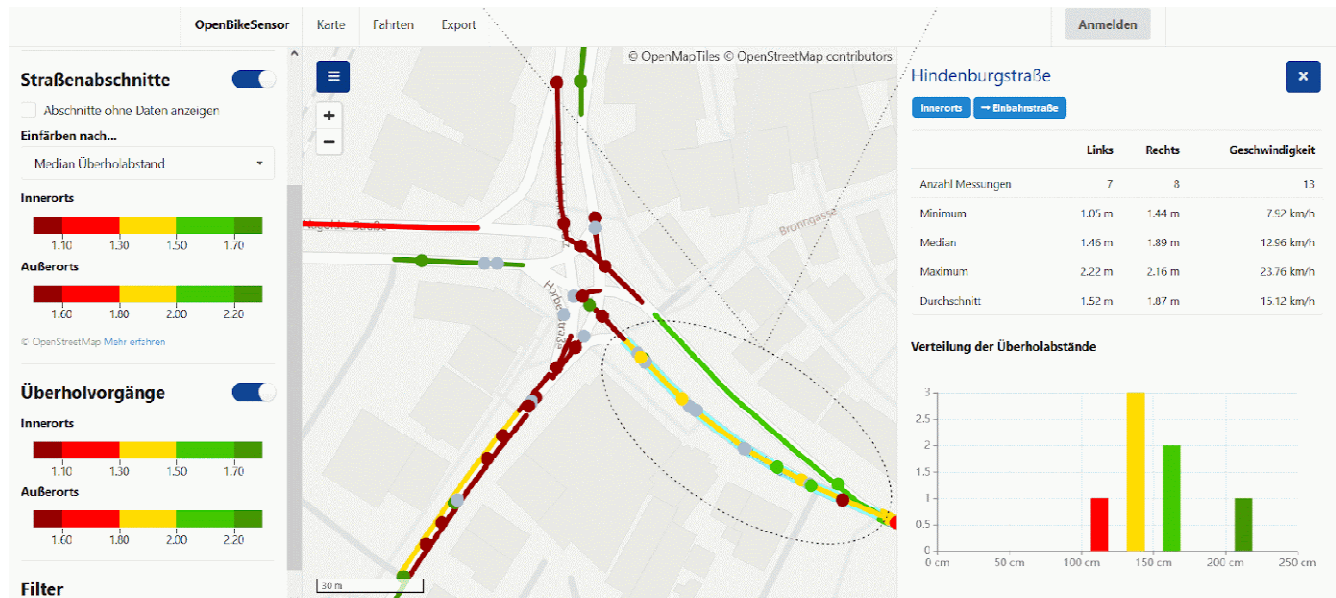 OpenBikeSensor Karte Fahrten Export Anmelden
© OpenMapTiles © OpenStreetMap contributors
Straßenabschnitte
Abschnitte ohne Daten anzeigen
Einfärben nach...
Median Überholabstand
Innerorts
1.10 1.30 1.50 1.70
Außerorts
1.60 1.80 2.00 2.20
© OpenStreetMap Mehr erfahren
Überholvorgänge
Innerorts
1.10 1.30 1.50 1.70
Außerorts
1.60 1.80 2.00 2.20
Filter
+
−
Bronngasse
30 m
Hindenburgstraße
Innerorts → Einbahnstraße
Links Rechts Geschwindigkeit
Anzahl Messungen 7 8 13
Minimum 1.05 m 1.44 m 7.92 km/h
Median 1.46 m 1.89 m 12.96 km/h
Maximum 2.22 m 2.16 m 23.76 km/h
Durchschnitt 1.52 m 1.87 m 15.12 km/h
Verteilung der Überholabstände
3
2.5
2
1.5
1
0.5
0
0 cm 50 cm 100 cm 150 cm 200 cm 250 cm